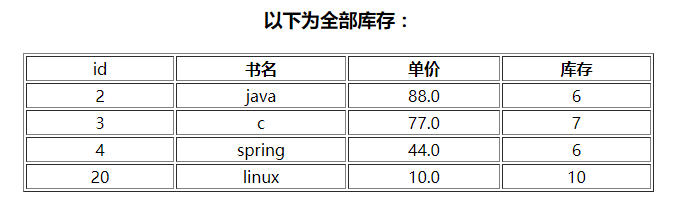 以下为全部库存：
id 书名 单价 库存
2 java 88.0 6
3 c 77.0 7
4 spring 44.0 6
20 linux 10.0 10